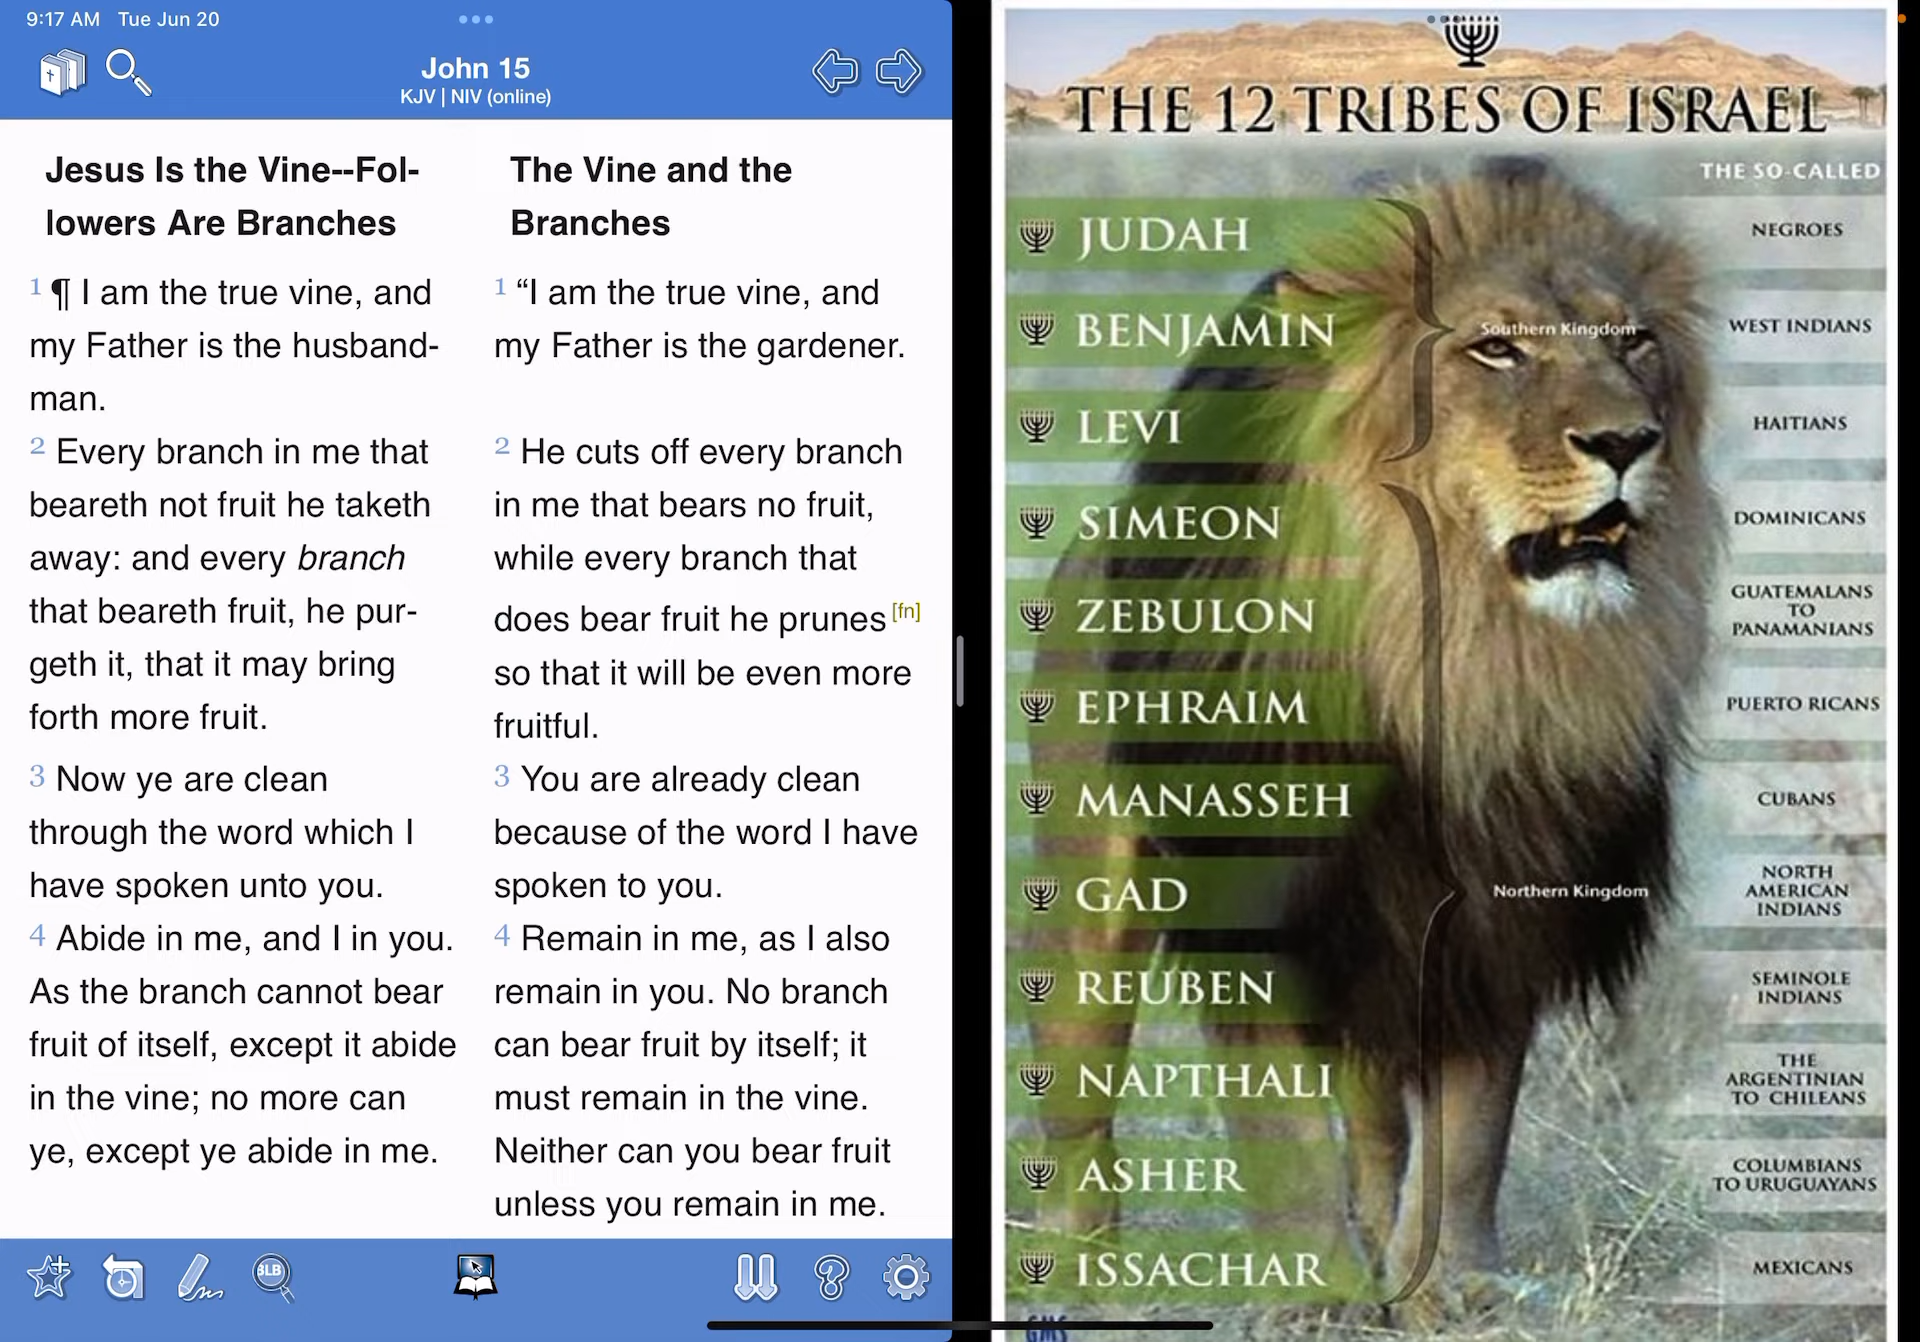 9:17 AM Tue Jun 20
John 15
KJV | NIV (online)
Jesus Is the Vine--Fol-
lowers Are Branches
1 ¶ I am the true vine, and
my Father is the husband-
man.
2 Every branch in me that
beareth not fruit he taketh
away: and every branch
that beareth fruit, he pur-
geth it, that it may bring
forth more fruit.
3 Now ye are clean
through the word which I
have spoken unto you.
4 Abide in me, and I in you.
As the branch cannot bear
fruit of itself, except it abide
in the vine; no more can
ye, except ye abide in me.
The Vine and the
Branches
1 “I am the true vine, and
my Father is the gardener.
2 He cuts off every branch
in me that bears no fruit,
while every branch that
does bear fruit he prunes [fn]
so that it will be even more
fruitful.
3 You are already clean
because of the word I have
spoken to you.
4 Remain in me, as I also
remain in you. No branch
can bear fruit by itself; it
must remain in the vine.
Neither can you bear fruit
unless you remain in me.
BLB
THE 12 TRIBES OF ISRAEL
THE SO-CALLED
JUDAH
NEGROES
BENJAMIN
Southern Kingdom
WEST INDIANS
LEVI
HAITIANS
SIMEON
DOMINICANS
ZEBULON
GUATEMALANS
TO
PANAMANIANS
EPHRAIM
PUERTO RICANS
MANASSEH
CUBANS
GAD
Northern Kingdom
NORTH
AMERICAN
INDIANS
REUBEN
SEMINOLE
INDIANS
NAPTHALI
THE
ARGENTINIAN
TO CHILEANS
ASHER
COLUMBIANS
TO URUGUAYANS
ISSACHAR
MEXICANS
GMS